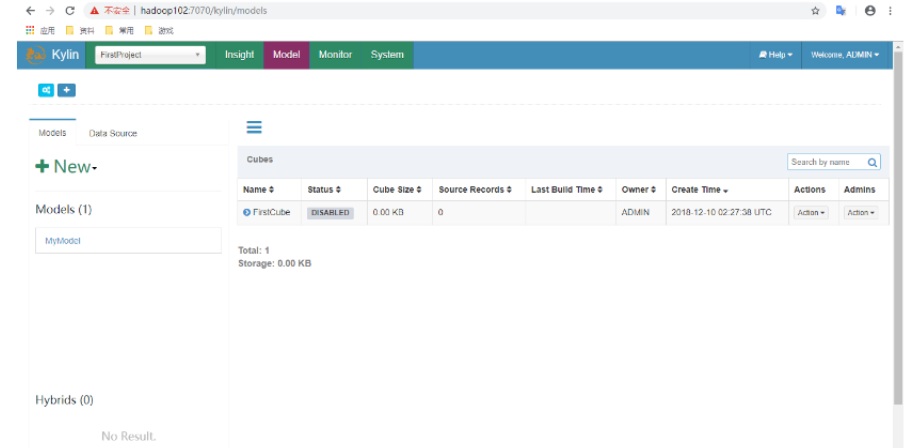 不安全 | hadoop102:7070/kylin/models
应用 资料 常用 游戏
Kylin FirstProject Insight Model Monitor System Help Welcome, ADMIN
Models Data Source
+ New
Cubes Search by name
Name Status Cube Size Source Records Last Build Time Owner Create Time Actions Admins
Models (1)
FirstCube DISABLED 0.00 KB 0 ADMIN 2018-12-10 02:27:38 UTC Action Action
MyModel
Total: 1
Storage: 0.00 KB
Hybrids (0)
No Result.